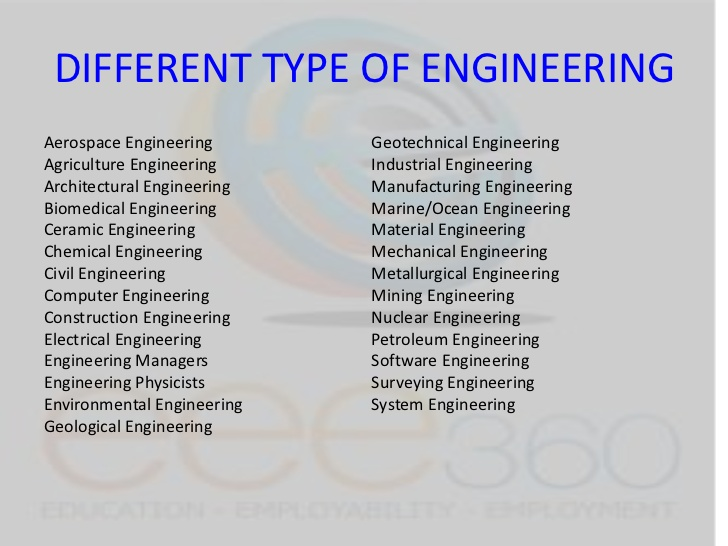 DIFFERENT TYPE OF ENGINEERING
Aerospace Engineering
Agriculture Engineering
Architectural Engineering
Biomedical Engineering
Ceramic Engineering
Chemical Engineering
Civil Engineering
Computer Engineering
Construction Engineering
Electrical Engineering
Engineering Managers
Engineering Physicists
Environmental Engineering
Geological Engineering
Geotechnical Engineering
Industrial Engineering
Manufacturing Engineering
Marine/Ocean Engineering
Material Engineering
Mechanical Engineering
Metallurgical Engineering
Mining Engineering
Nuclear Engineering
Petroleum Engineering
Software Engineering
Surveying Engineering
System Engineering
eee360
EDUCATION - EMPLOYABILITY - EMPLOYMENT